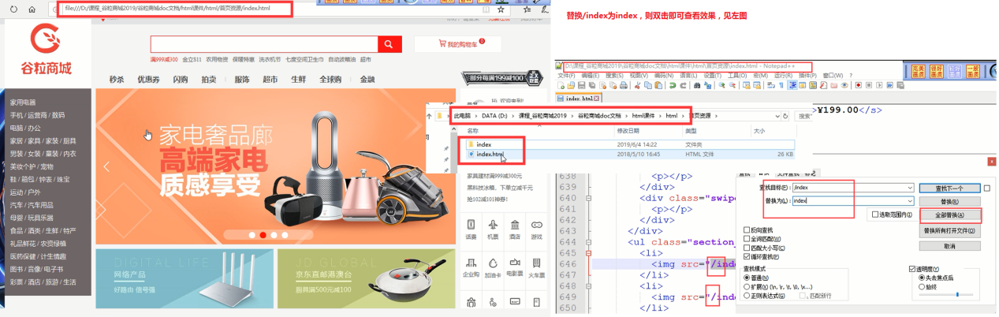 file:///D:/课程_谷粒商城2019/谷粒商城doc文档/html课件/html/首页资源/index.html
谷粒商城
家用电器
手机 / 运营商 / 数码
电脑 / 办公
家居 / 家具 / 家装 / 厨具
男装 / 女装 / 童装 / 内衣
美妆个护 / 宠物
鞋 / 箱包 / 钟表 / 珠宝
运动 / 户外
汽车 / 汽车用品
母婴 / 玩具乐器
食品 / 酒类 / 生鲜 / 特产
礼品鲜花 / 农资绿植
医药保健 / 计生情趣
图书 / 音像 / 电子书
彩票 / 酒店 / 旅游 / 生活
我的购物车 0
满999减300 金立S11 农用物资 保暖特惠 洗衣机节 七度空间卫生巾 自动波箱油 超市
秒杀 优惠券 闪购 拍卖 服饰 超市 生鲜 全球购 金融
部分每满199减100
家电香品廊
高端家电
质感享受
DIGITAL LIFE
网络产品
好路由 信号强
JD.GLOBAL
京东直邮港澳台
厨具满500元减100
家具建材满999减300元
黑科技冰箱，下单立减千元
抢102减101神券！
话费 机票 酒店 游戏
企业购 加油卡 电影票 火车票
此电脑 > DATA (D:) > 课程_谷粒商城2019 > 谷粒商城doc文档 > html课件 > html > 首页资源 >
搜索"
名称 修改日期 类型 大小
index 2019/6/4 14:22 文件夹
index.html 2018/5/10 16:45 HTML 文件 26 KB
替换/index为index，则双击即可查看效果，见左图
D:\课程_谷粒商城2019\谷粒商城doc文档\html课件\html\首页资源\index.html - Notepad++
文件(F) 编辑(E) 搜索(S) 视图(V) 编码(N) 语言(L) 设置(T) 工具(O) 宏(M) 运行(R) 插件(P) 窗口(W) ?
完美画质 很好画质 较好画质 一般画质
index.html
>¥199.00</s>
638 <p></p>
639 </div>
640 <div class="swip
641 <p></p>
642 </div>
643 </div>
644 <ul class="section_
645 <li>
646 <img src="/ind
647 </li>
648 <li>
649 <img src="/ind
650 </li>
查找目标(F): /index 查找下一个
替换为(L): index 替换(R)
选取范围内(I) 全部替换(A)
替换所有打开文件(O)
取消
反向查找
全词匹配(W)
匹配大小写(C)
循环查找(P)
查找模式
普通(N)
扩展(X) (\n, \r, \t, \0, \x...)
正则表达式(G) . 匹配新行
透明度(Y)
失去焦点后
始终